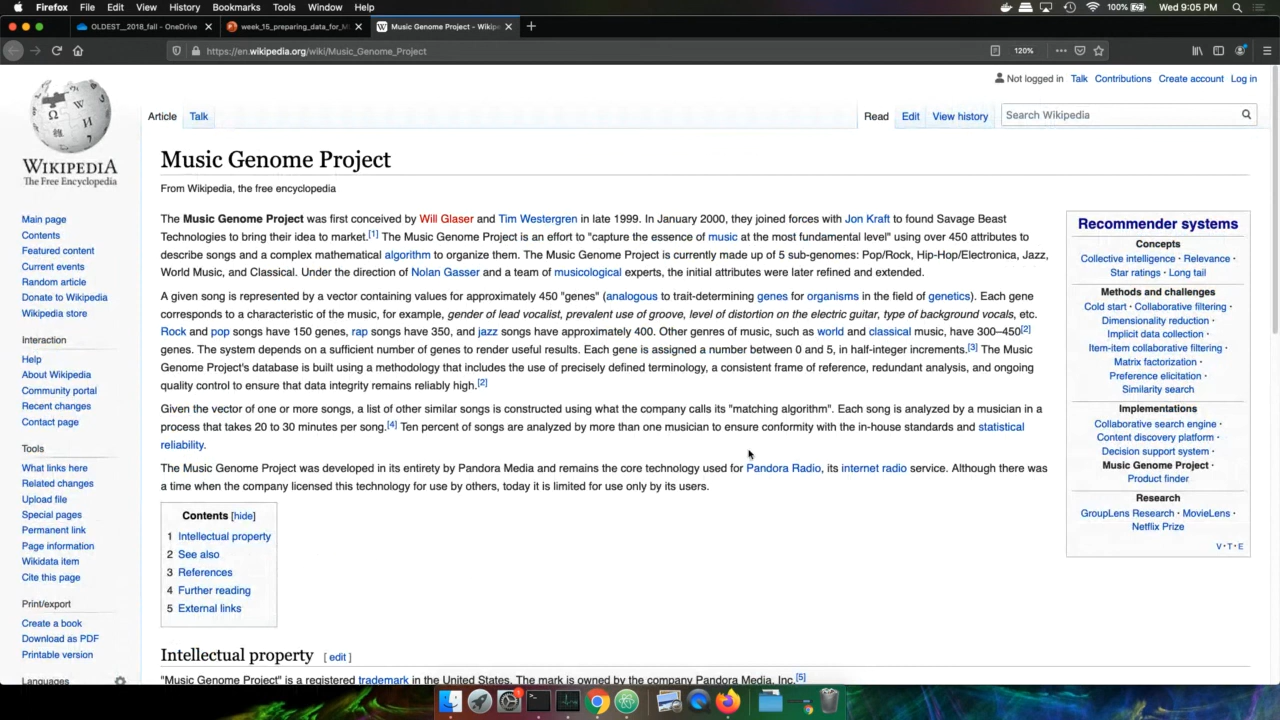 Firefox File Edit View History Bookmarks Tools Window Help 100% Wed 9:05 PM
OLDEST__2018_fall - OneDrive × week_15_preparing_data_for_M × Music Genome Project - Wikipe × +
https://en.wikipedia.org/wiki/Music_Genome_Project 120%
Not logged in Talk Contributions Create account Log in
Article Talk Read Edit View history Search Wikipedia
WIKIPEDIA
The Free Encyclopedia
Main page
Contents
Featured content
Current events
Random article
Donate to Wikipedia
Wikipedia store
Interaction
Help
About Wikipedia
Community portal
Recent changes
Contact page
Tools
What links here
Related changes
Upload file
Special pages
Permanent link
Page information
Wikidata item
Cite this page
Print/export
Create a book
Download as PDF
Printable version
Languages
Music Genome Project
From Wikipedia, the free encyclopedia
The Music Genome Project was first conceived by Will Glaser and Tim Westergren in late 1999. In January 2000, they joined forces with Jon Kraft to found Savage Beast
Technologies to bring their idea to market.[1] The Music Genome Project is an effort to "capture the essence of music at the most fundamental level" using over 450 attributes to
describe songs and a complex mathematical algorithm to organize them. The Music Genome Project is currently made up of 5 sub-genomes: Pop/Rock, Hip-Hop/Electronica, Jazz,
World Music, and Classical. Under the direction of Nolan Gasser and a team of musicological experts, the initial attributes were later refined and extended.
A given song is represented by a vector containing values for approximately 450 "genes" (analogous to trait-determining genes for organisms in the field of genetics). Each gene
corresponds to a characteristic of the music, for example, gender of lead vocalist, prevalent use of groove, level of distortion on the electric guitar, type of background vocals, etc.
Rock and pop songs have 150 genes, rap songs have 350, and jazz songs have approximately 400. Other genres of music, such as world and classical music, have 300–450[2]
genes. The system depends on a sufficient number of genes to render useful results. Each gene is assigned a number between 0 and 5, in half-integer increments.[3] The Music
Genome Project's database is built using a methodology that includes the use of precisely defined terminology, a consistent frame of reference, redundant analysis, and ongoing
quality control to ensure that data integrity remains reliably high.[2]
Given the vector of one or more songs, a list of other similar songs is constructed using what the company calls its "matching algorithm". Each song is analyzed by a musician in a
process that takes 20 to 30 minutes per song.[4] Ten percent of songs are analyzed by more than one musician to ensure conformity with the in-house standards and statistical
reliability.
The Music Genome Project was developed in its entirety by Pandora Media and remains the core technology used for Pandora Radio, its internet radio service. Although there was
a time when the company licensed this technology for use by others, today it is limited for use only by its users.
Contents [hide]
1 Intellectual property
2 See also
3 References
4 Further reading
5 External links
Intellectual property [ edit ]
"Music Genome Project" is a registered trademark in the United States. The mark is owned by the company Pandora Media, Inc.[5]
Recommender systems
Concepts
Collective intelligence · Relevance ·
Star ratings · Long tail
Methods and challenges
Cold start · Collaborative filtering ·
Dimensionality reduction ·
Implicit data collection ·
Item-item collaborative filtering ·
Matrix factorization ·
Preference elicitation ·
Similarity search
Implementations
Collaborative search engine ·
Content discovery platform ·
Decision support system ·
Music Genome Project ·
Product finder
Research
GroupLens Research · MovieLens ·
Netflix Prize
V · T · E